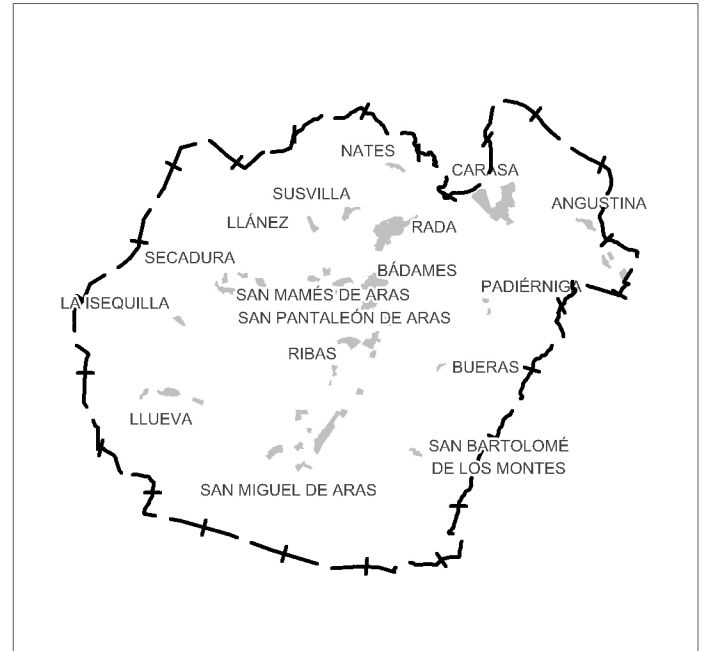 NATES
CARASA
SUSVILLA
ANGUSTINA
LLÁNEZ
RADA
SECADURA
BÁDAMES
PADIÉRNIGA
SAN MAMÉS DE ARAS
LA ISEQUILLA
SAN PANTALEÓN DE ARAS
RIBAS
BUERAS
LLUEVA
SAN BARTOLOMÉ
DE LOS MONTES
SAN MIGUEL DE ARAS